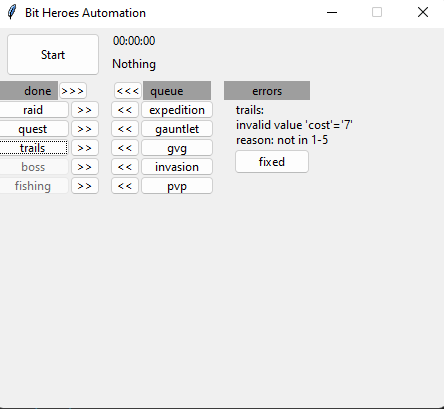 Bit Heroes Automation
Start
00:00:00
Nothing
done >>> <<< queue errors
raid >> << expedition
quest >> << gauntlet
trails >> << gvg
boss >> << invasion
fishing >> << pvp
trails:
invalid value 'cost'='7'
reason: not in 1-5
fixed